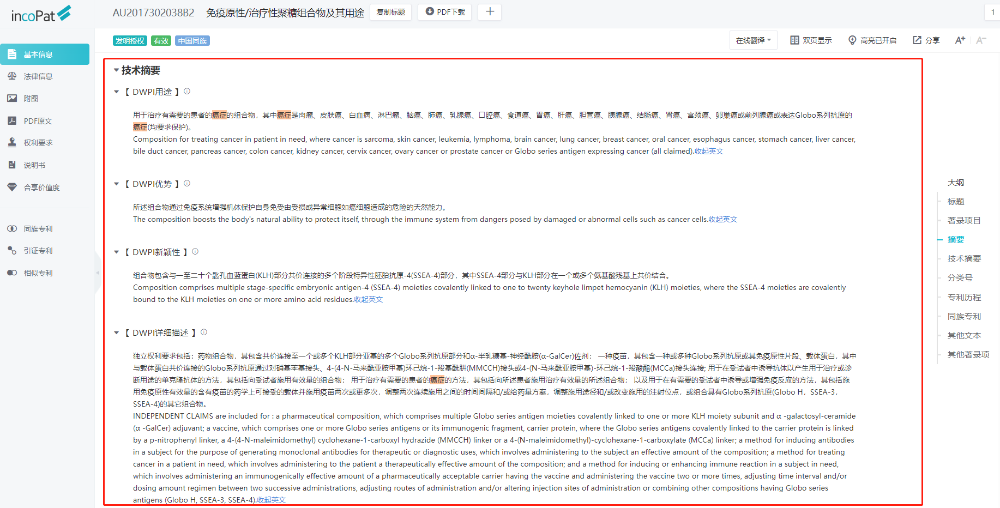 incoPat
AU2017302038B2 免疫原性/治疗性聚糖组合物及其用途 复制标题 PDF下载
1
发明授权 有效 中国同族
在线翻译 双页显示 高亮已开启 分享 A+ A-
基本信息
法律信息
附图
PDF原文
权利要求
说明书
合享价值度
同族专利
引证专利
相似专利
技术摘要
【 DWPI用途 】
用于治疗有需要的患者的癌症的组合物，其中癌症是肉瘤、皮肤癌、白血病、淋巴瘤、脑癌、肺癌、乳腺癌、口腔癌、食道癌、胃癌、肝癌、胆管癌、胰腺癌、结肠癌、肾癌、宫颈癌、卵巢癌或前列腺癌或表达Globo系列抗原的
癌症(均要求保护)。
Composition for treating cancer in patient in need, where cancer is sarcoma, skin cancer, leukemia, lymphoma, brain cancer, lung cancer, breast cancer, oral cancer, esophagus cancer, stomach cancer, liver cancer,
bile duct cancer, pancreas cancer, colon cancer, kidney cancer, cervix cancer, ovary cancer or prostate cancer or Globo series antigen expressing cancer (all claimed).收起英文
【 DWPI优势 】
所述组合物通过免疫系统增强机体保护自身免受由受损或异常细胞如癌细胞造成的危险的天然能力。
The composition boosts the body's natural ability to protect itself, through the immune system from dangers posed by damaged or abnormal cells such as cancer cells.收起英文
【 DWPI新颖性 】
组合物包含与一至二十个匙孔血蓝蛋白(KLH)部分共价连接的多个阶段特异性胚胎抗原-4(SSEA-4)部分，其中SSEA-4部分与KLH部分在一个或多个氨基酸残基上共价结合。
Composition comprises multiple stage-specific embryonic antigen-4 (SSEA-4) moieties covalently linked to one to twenty keyhole limpet hemocyanin (KLH) moieties, where the SSEA-4 moieties are covalently
bound to the KLH moieties on one or more amino acid residues.收起英文
【 DWPI详细描述 】
独立权利要求包括：药物组合物，其包含共价连接至一个或多个KLH部分亚基的多个Globo系列抗原部分和α-半乳糖基-神经酰胺(α-GalCer)佐剂； 一种疫苗，其包含一种或多种Globo系列抗原或其免疫原性片段、载体蛋白，其中
与载体蛋白共价连接的Globo系列抗原通过对硝基苯基接头、4-(4-N-马来酰亚胺甲基)环己烷-1-羧基酰肼(MMCCH)接头或4-(N-马来酰亚胺甲基)-环己烷-1-羧酸酯(MCCa)接头连接; 用于在受试者中诱导抗体以产生用于治疗或诊
断用途的单克隆抗体的方法，其包括向受试者施用有效量的组合物； 用于治疗有需要的患者的癌症的方法，其包括向所述患者施用治疗有效量的所述组合物； 以及用于在有需要的受试者中诱导或增强免疫反应的方法，其包括施
用免疫原性有效量的含有疫苗的药学上可接受的载体并施用疫苗两次或更多次，调整两次连续施用之间的时间间隔和/或给药量方案，调整施用途径和/或改变施用的注射位点，或组合具有Globo系列抗原(Globo H，SSEA-3，
SSEA-4)的其它组合物。
INDEPENDENT CLAIMS are included for : a pharmaceutical composition, which comprises multiple Globo series antigen moieties covalently linked to one or more KLH moiety subunit and α -galactosyl-ceramide
(α -GalCer) adjuvant; a vaccine, which comprises one or more Globo series antigens or its immunogenic fragment, carrier protein, where the Globo series antigens covalently linked to the carrier protein is linked
by a p-nitrophenyl linker, a 4-(4-N-maleimidomethyl) cyclohexane-1-carboxyl hydrazide (MMCCH) linker or a 4-(N-maleimidomethyl)-cyclohexane-1-carboxylate (MCCa) linker; a method for inducing antibodies
in a subject for the purpose of generating monoclonal antibodies for therapeutic or diagnostic uses, which involves administering to the subject an effective amount of the composition; a method for treating
cancer in a patient in need, which involves administering to the patient a therapeutically effective amount of the composition; and a method for inducing or enhancing immune reaction in a subject in need,
which involves administering an immunogenically effective amount of a pharmaceutically acceptable carrier having the vaccine and administering the vaccine two or more times, adjusting time interval and/or
dosing amount regimen between two successive administrations, adjusting routes of administration and/or altering injection sites of administration or combining other compositions having Globo series
antigens (Globo H, SSEA-3, SSEA-4).收起英文
大纲
标题
著录项目
摘要
技术摘要
分类号
专利历程
同族专利
其他文本
其他著录项